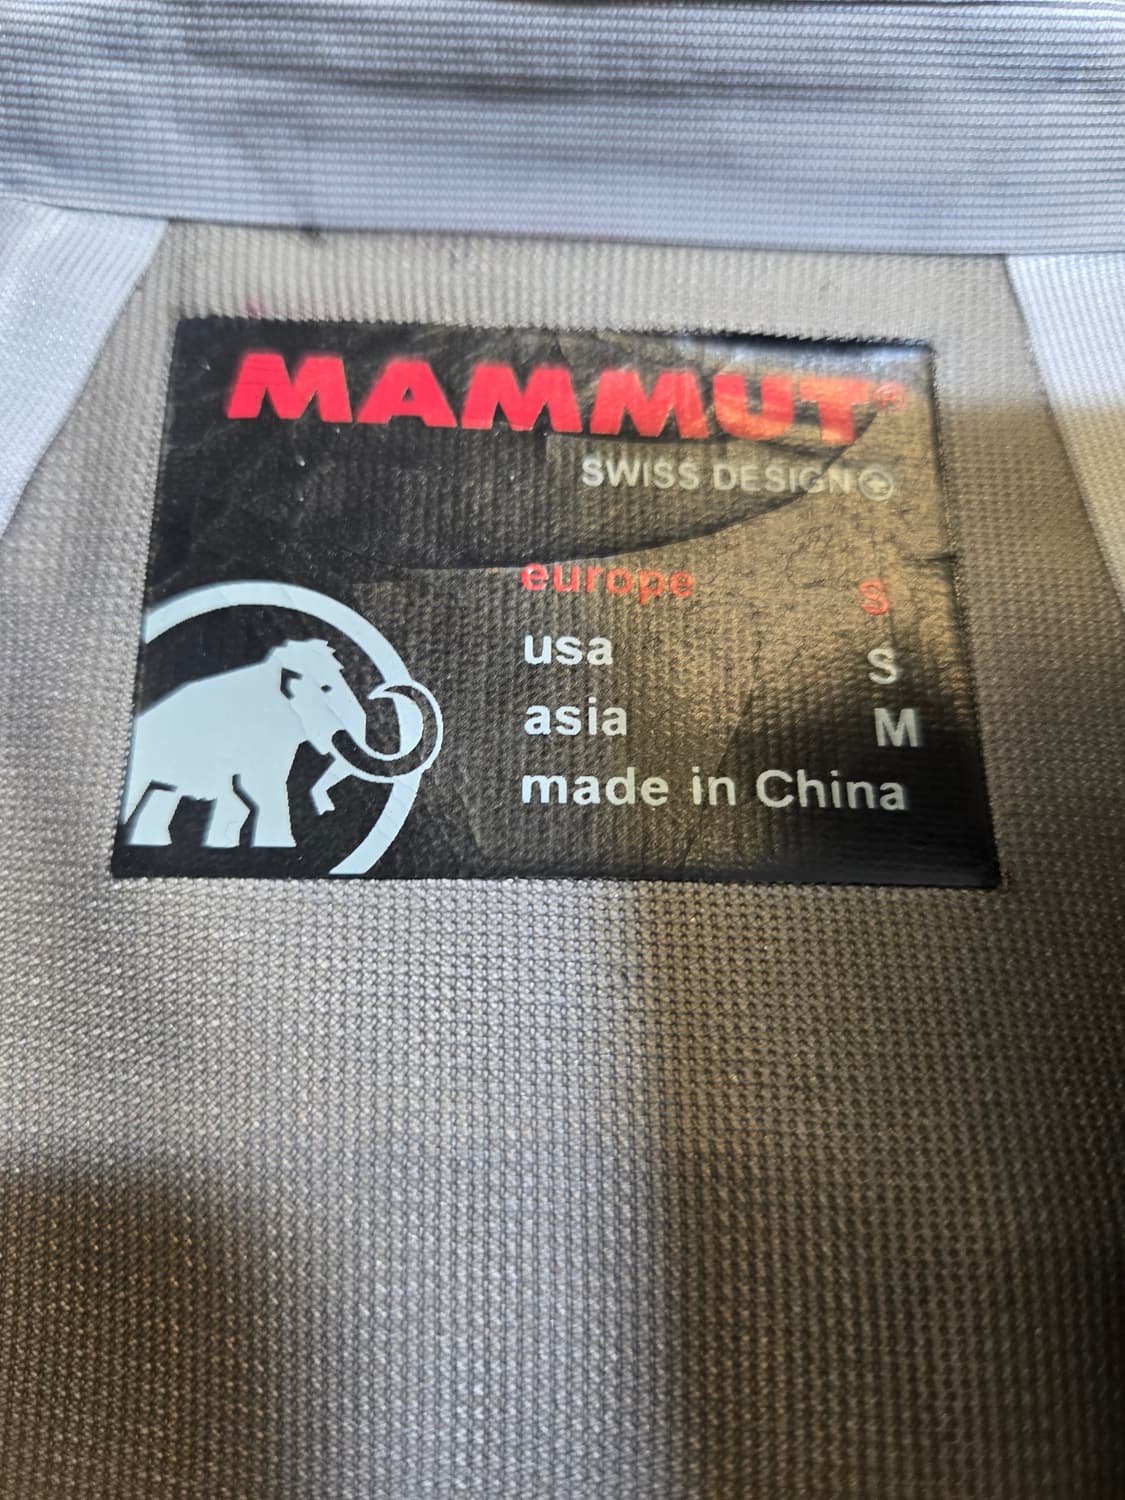 MAMMUT®
SWISS DESIGN
europe S
usa S
asia M
made in China